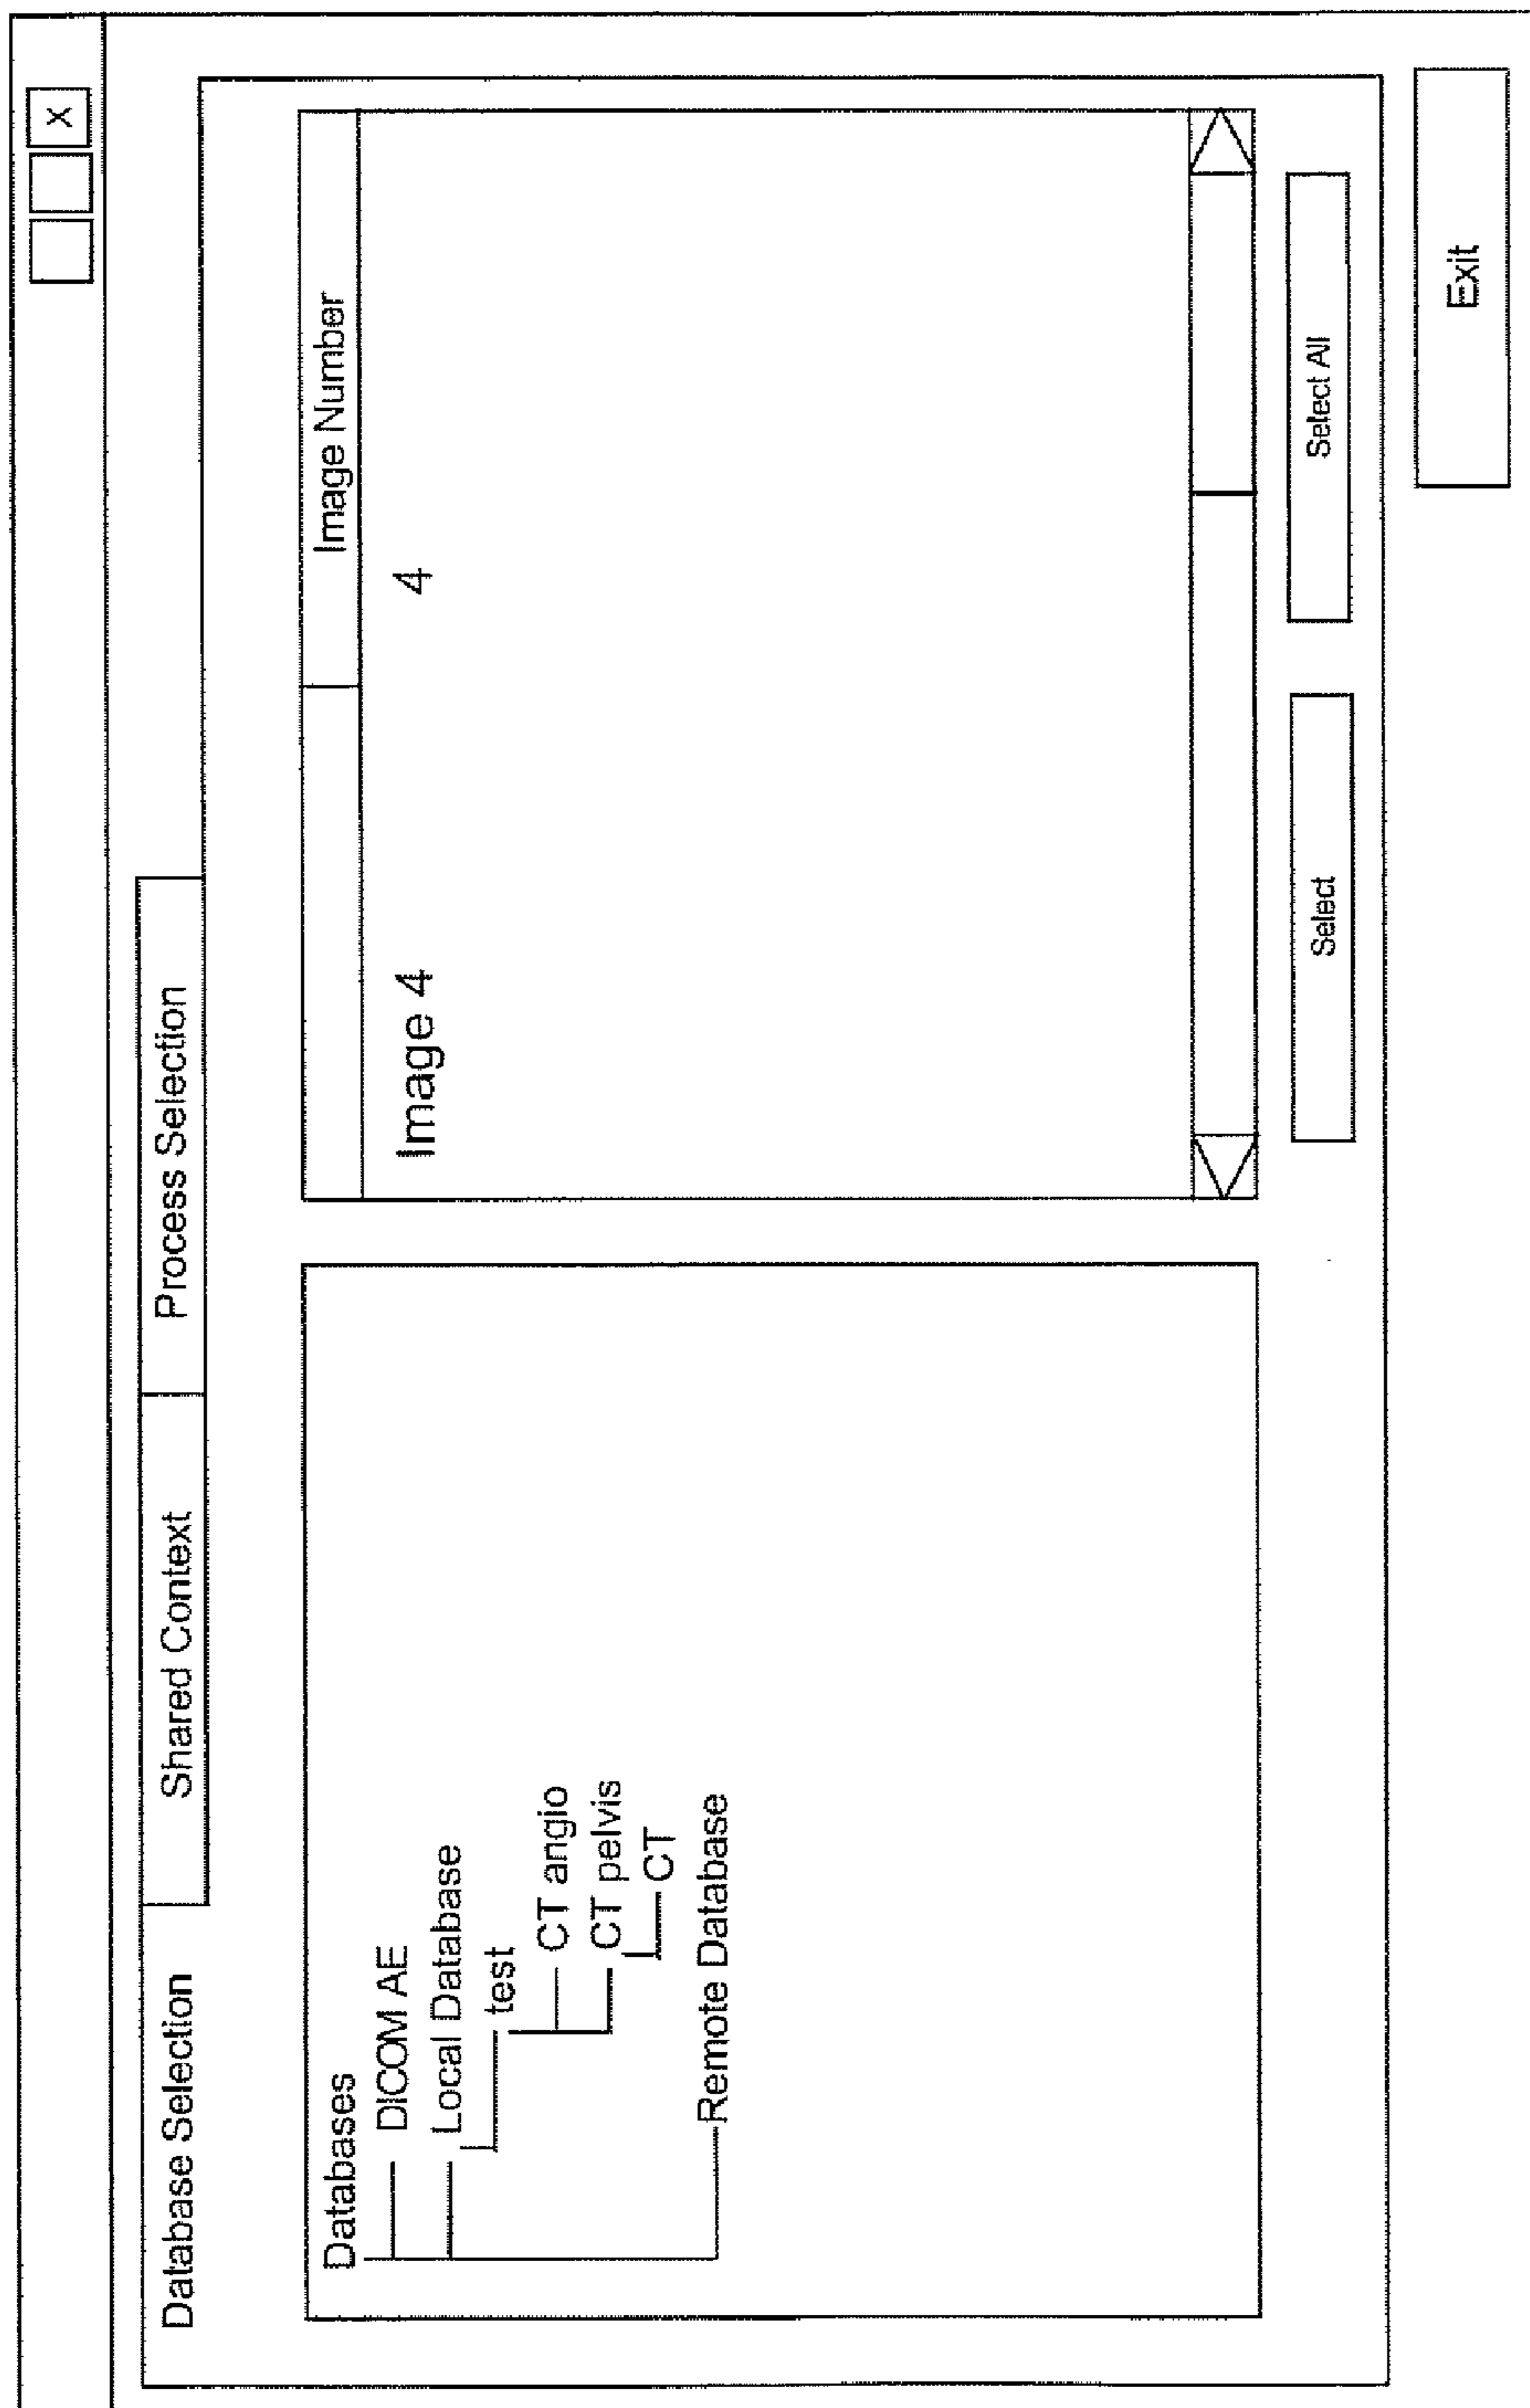 X
Database Selection Shared Context Process Selection
Databases
DICOM AE
Local Database
test
CT angio
CT pelvis
CT
Remote Database
Image Number
Image 4 4
Select Select All
Exit